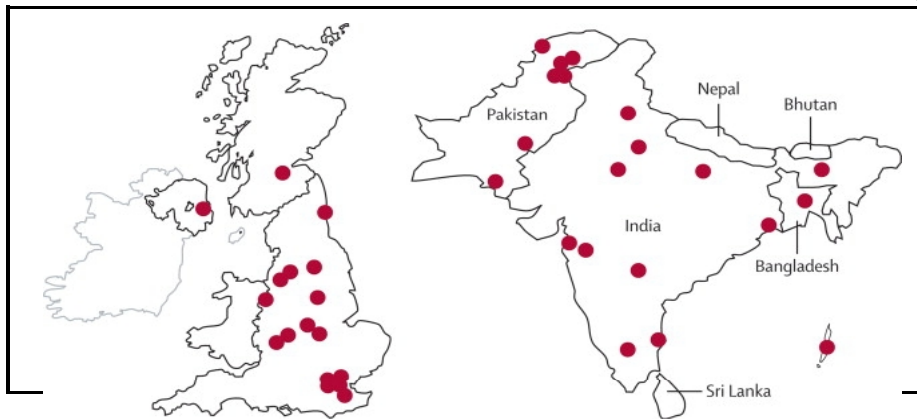 Nepal
Bhutan
Pakistan
India
Bangladesh
Sri Lanka